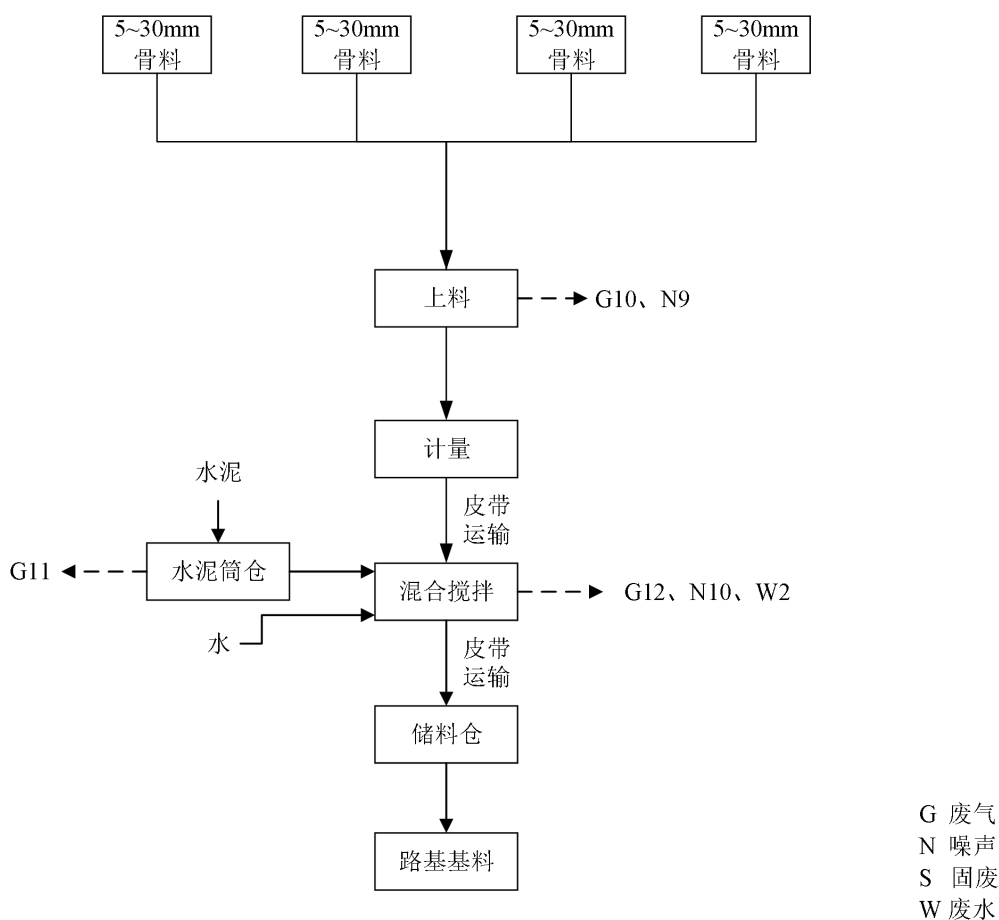 5~30mm
骨料
5~30mm
骨料
5~30mm
骨料
5~30mm
骨料
上料
G10、N9
计量
水泥
皮带
运输
G11
水泥筒仓
混合搅拌
G12、N10、W2
水
皮带
运输
储料仓
路基基料
G 废气
N 噪声
S 固废
W 废水